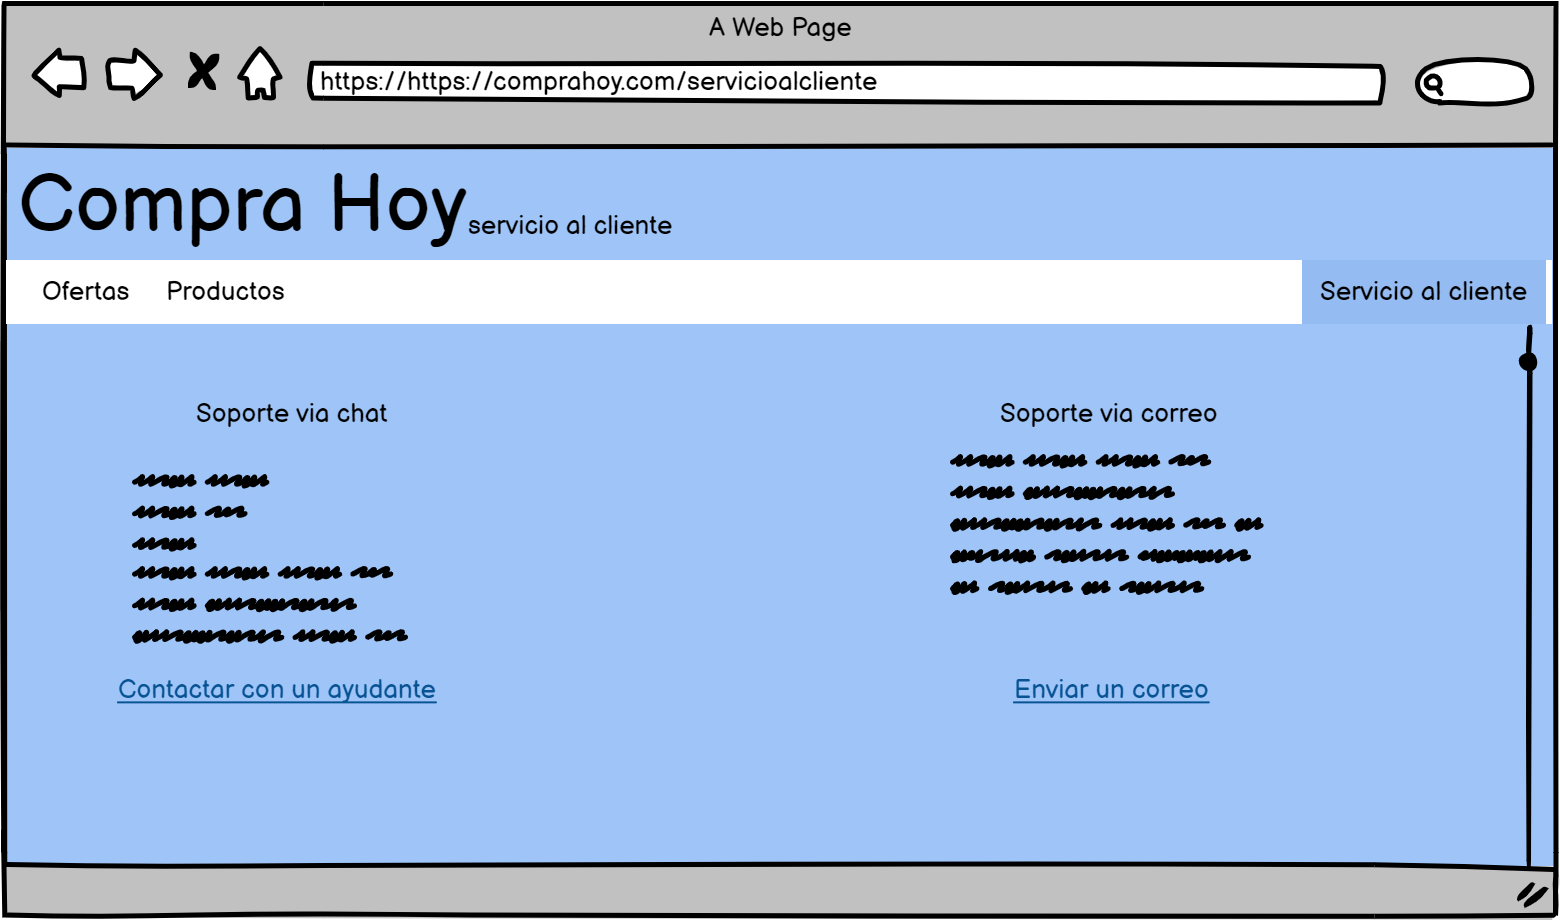 A Web Page
https://https://comprahoy.com/servicioalcliente
Compra Hoy servicio al cliente
Ofertas Productos Servicio al cliente
Soporte via chat
Soporte via correo
Contactar con un ayudante
Enviar un correo